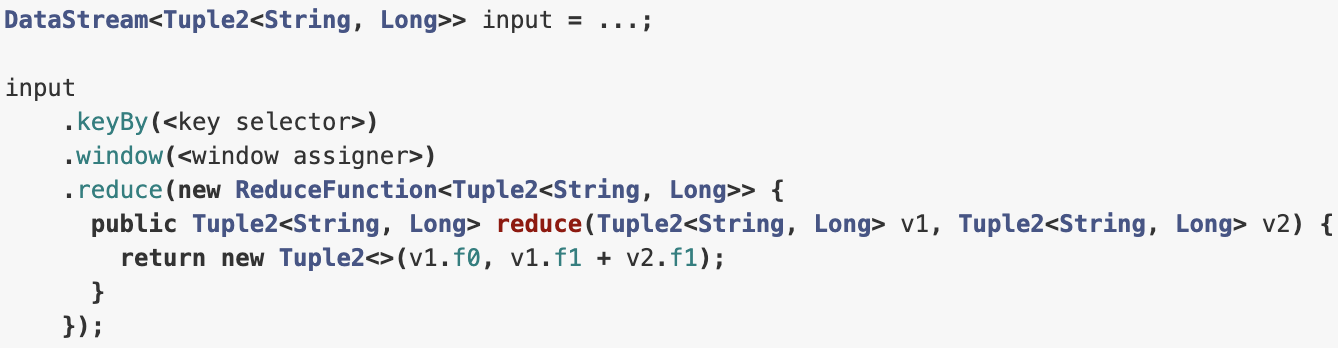 DataStream<Tuple2<String, Long>> input = ...;
input
.keyBy(<key selector>)
.window(<window assigner>)
.reduce(new ReduceFunction<Tuple2<String, Long>> {
public Tuple2<String, Long> reduce(Tuple2<String, Long> v1, Tuple2<String, Long> v2) {
return new Tuple2<>(v1.f0, v1.f1 + v2.f1);
}
});